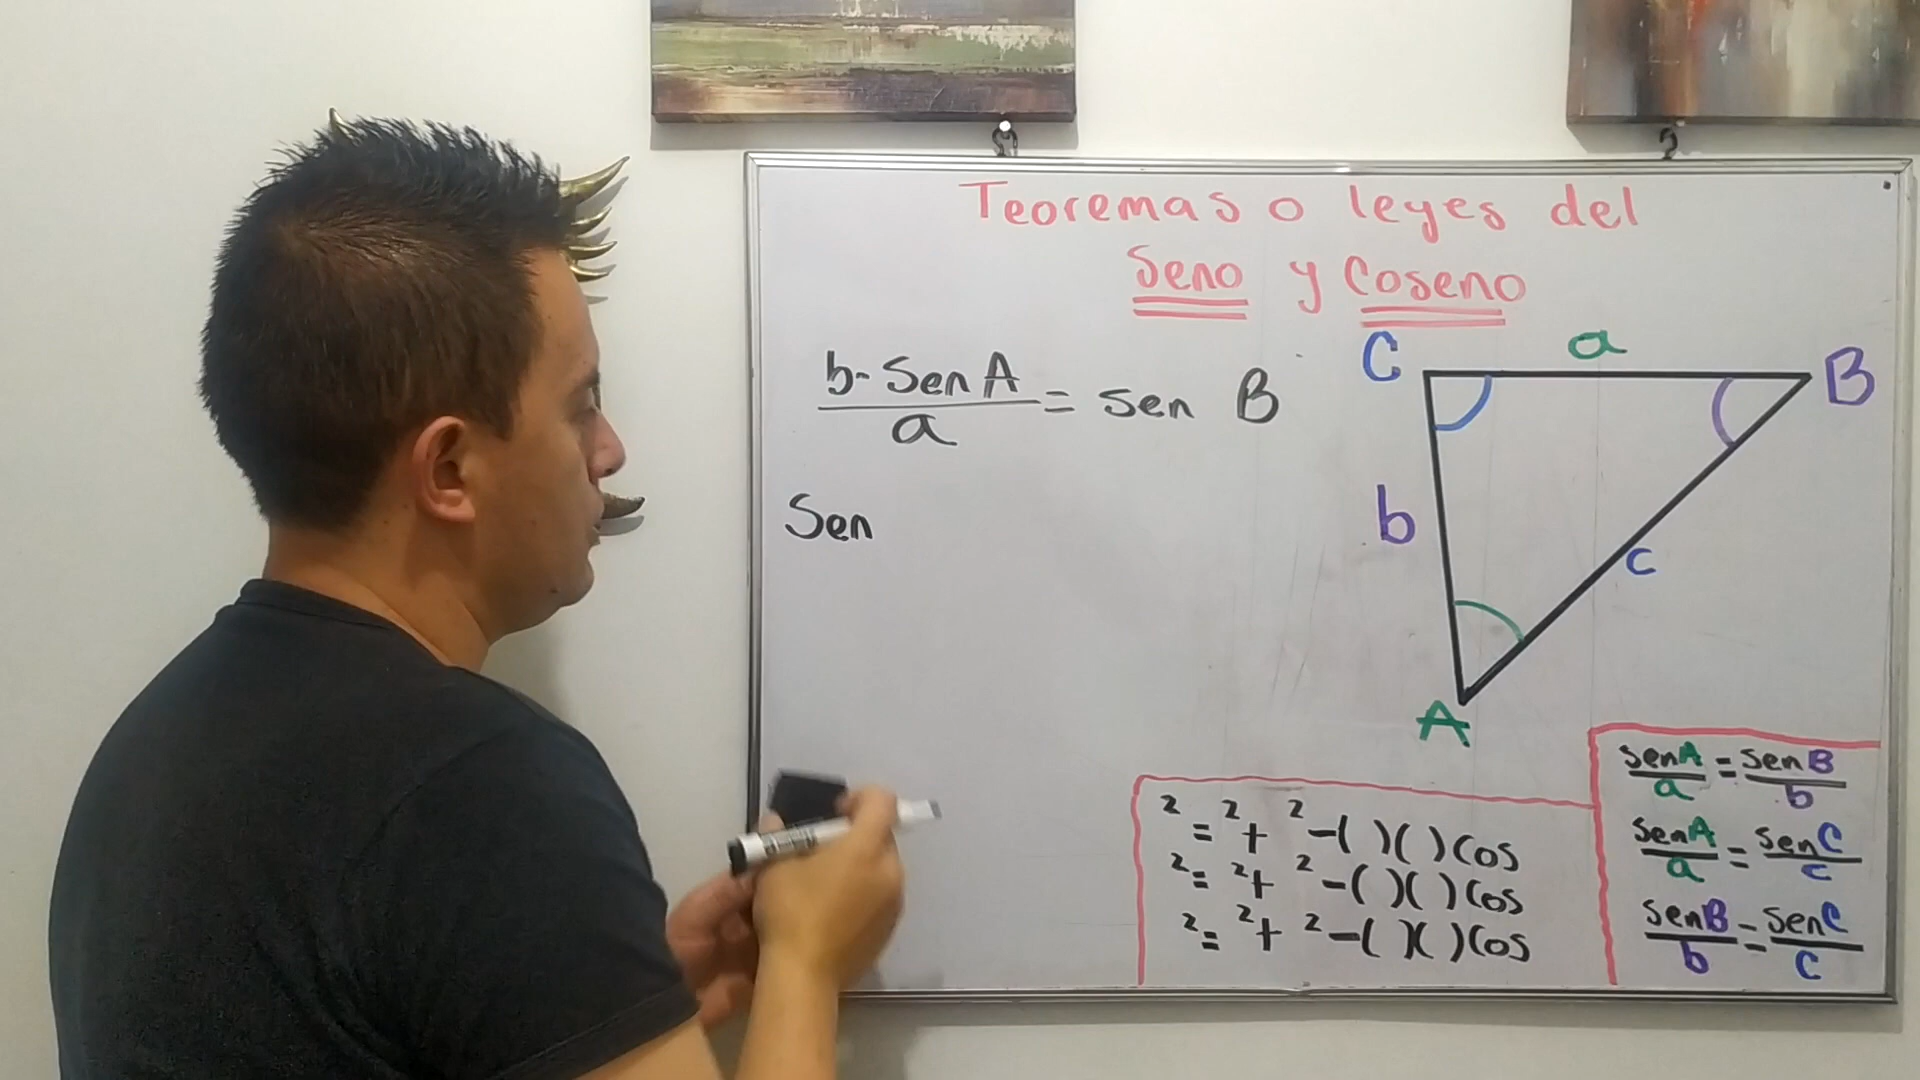 Teoremas o leyes del
Seno y Coseno
b·SenA/a = sen B
Sen
C a B
b c
A
² = ²+ ²-( )( )Cos
²= ²+ ²-( )( )Cos
²= ²+ ²-( )( )Cos
senA/a = senB/b
senA/a = senC/c
senB/b = senC/c